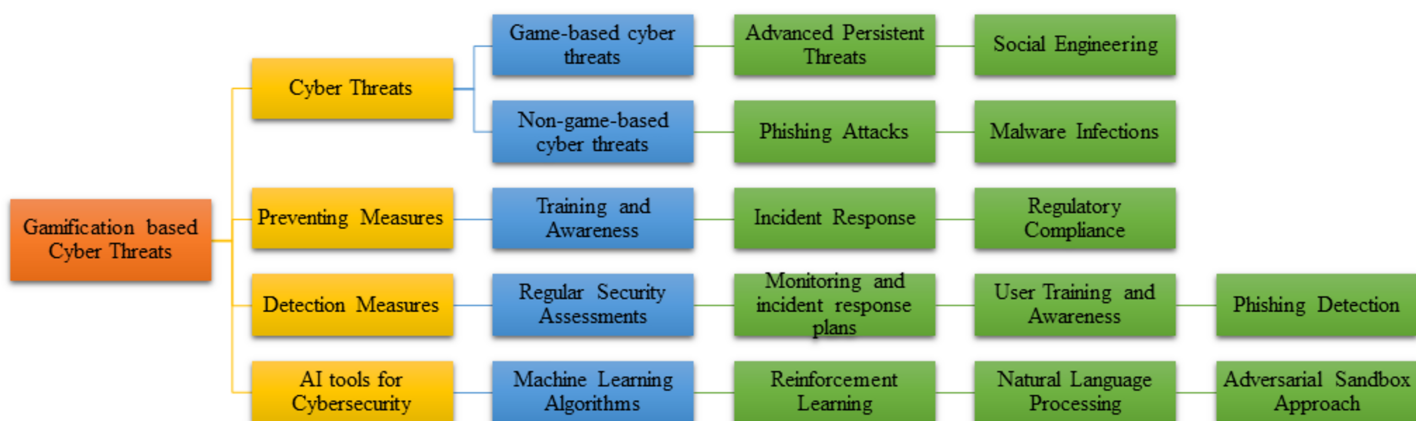 Gamification based
Cyber Threats
Cyber Threats
Game-based cyber
threats
Advanced Persistent
Threats
Social Engineering
Non-game-based
cyber threats
Phishing Attacks
Malware Infections
Preventing Measures
Training and
Awareness
Incident Response
Regulatory
Compliance
Detection Measures
Regular Security
Assessments
Monitoring and
incident response
plans
User Training and
Awareness
Phishing Detection
AI tools for
Cybersecurity
Machine Learning
Algorithms
Reinforcement
Learning
Natural Language
Processing
Adversarial Sandbox
Approach